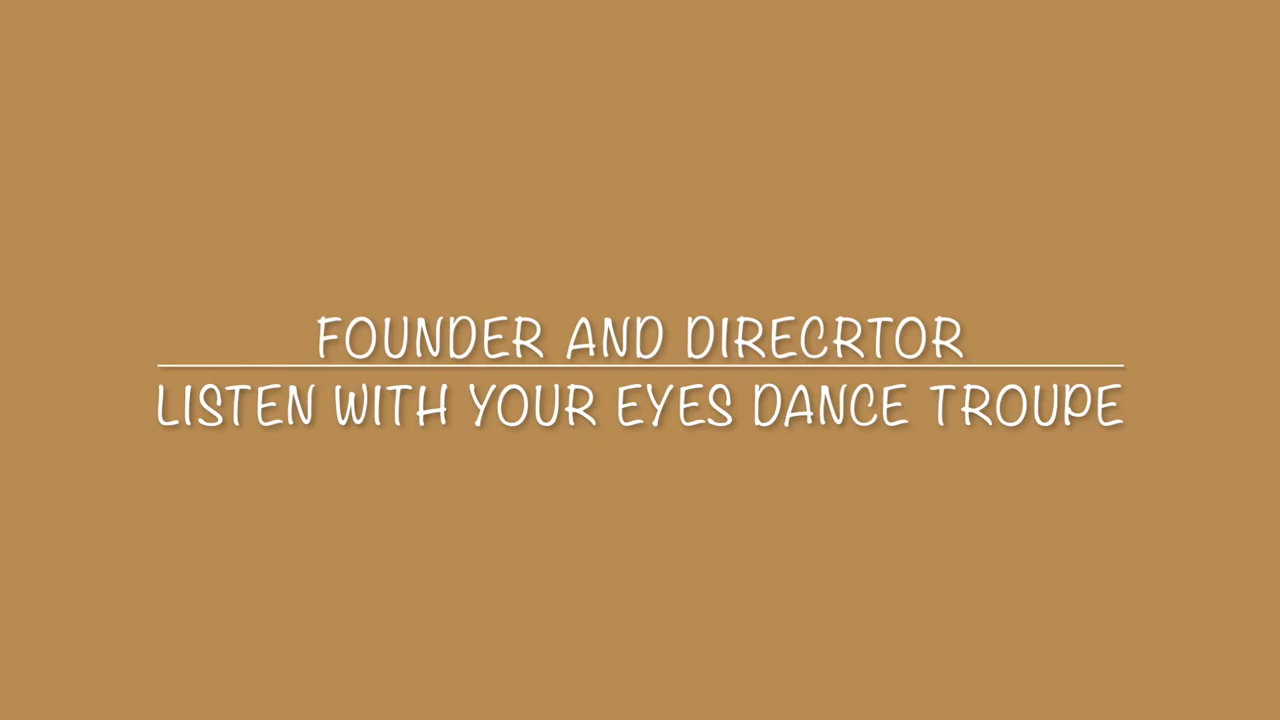 FOUNDER AND DIRECRTOR
LISTEN WITH YOUR EYES DANCE TROUPE